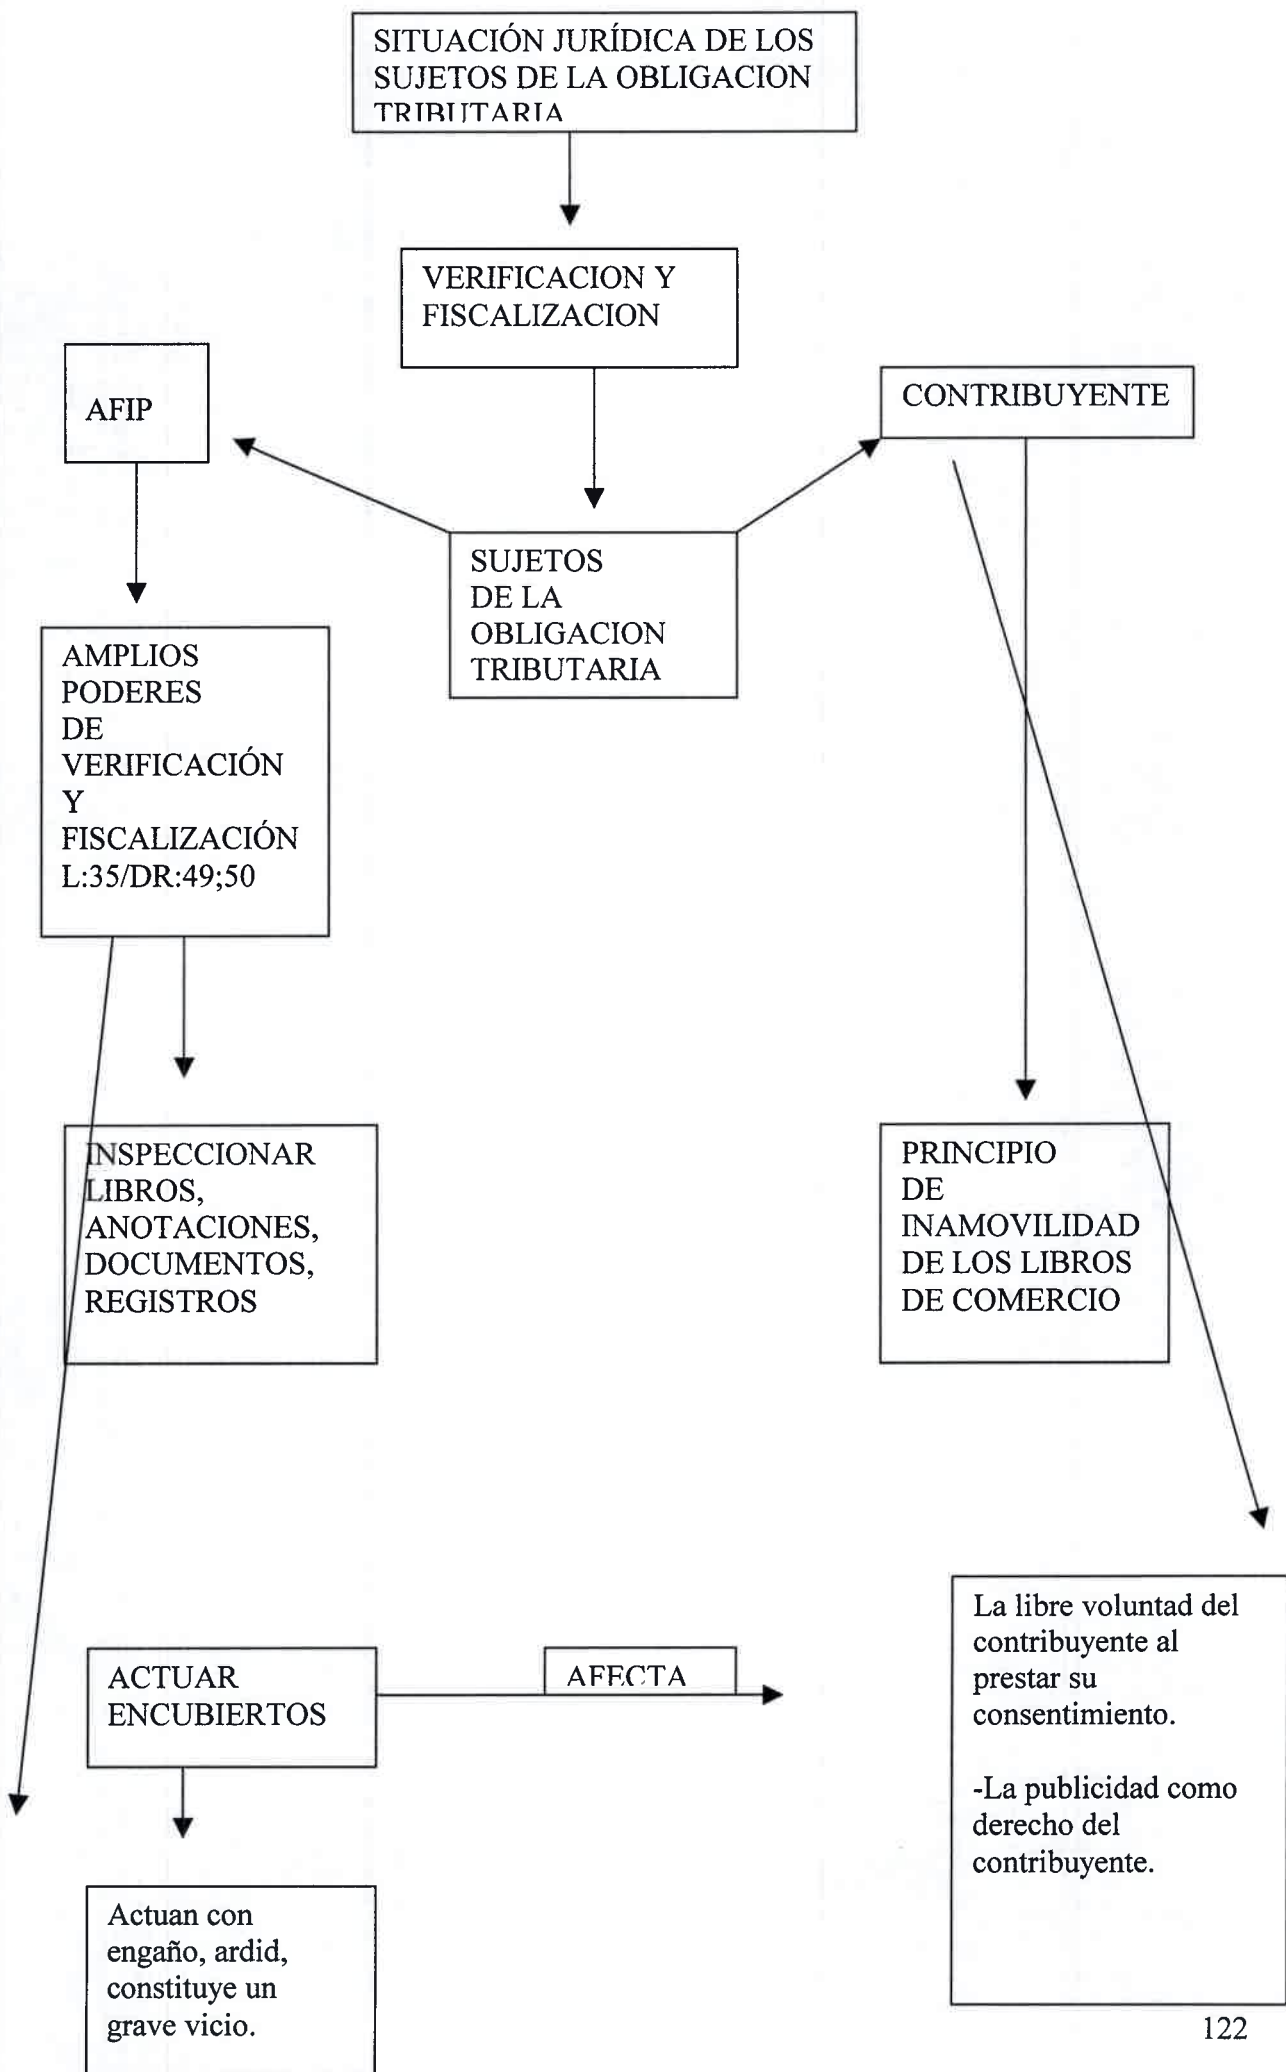 SITUACIÓN JURÍDICA DE LOS
SUJETOS DE LA OBLIGACION
TRIBUTARIA
VERIFICACION Y
FISCALIZACION
AFIP
CONTRIBUYENTE
SUJETOS
DE LA
OBLIGACION
TRIBUTARIA
AMPLIOS
PODERES
DE
VERIFICACIÓN
Y
FISCALIZACIÓN
L:35/DR:49;50
INSPECCIONAR
LIBROS,
ANOTACIONES,
DOCUMENTOS,
REGISTROS
PRINCIPIO
DE
INAMOVILIDAD
DE LOS LIBROS
DE COMERCIO
ACTUAR
ENCUBIERTOS
AFECTA
La libre voluntad del
contribuyente al
prestar su
consentimiento.
-La publicidad como
derecho del
contribuyente.
Actuan con
engaño, ardid,
constituye un
grave vicio.
122